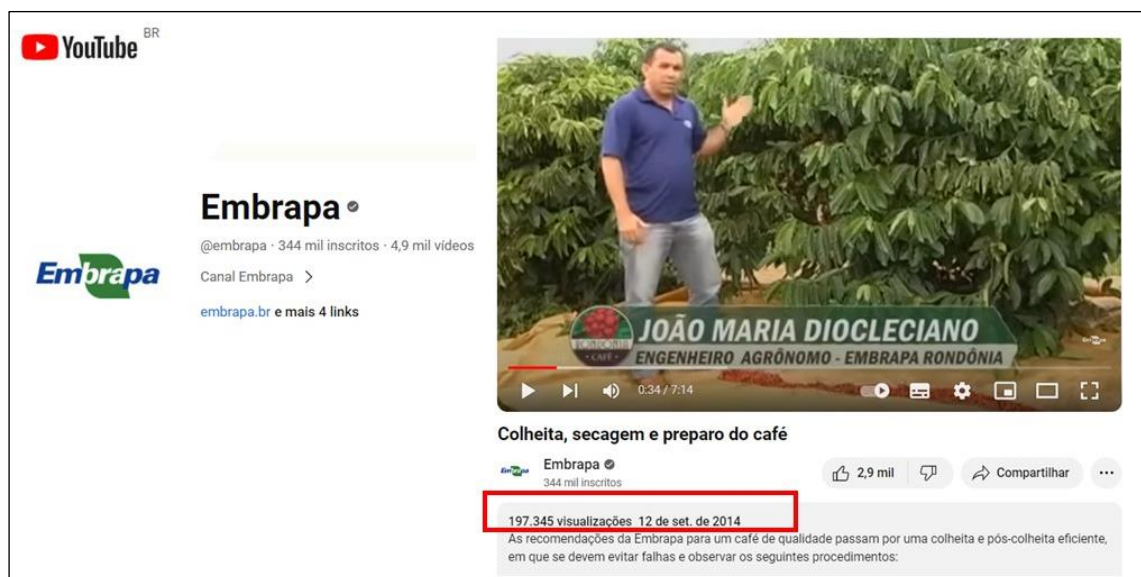 YouTube BR
Embrapa
Embrapa
@embrapa · 344 mil inscritos · 4,9 mil vídeos
Canal Embrapa >
embrapa.br e mais 4 links
RONDÔNIA
• CAFÉ •
JOÃO MARIA DIOCLECIANO
ENGENHEIRO AGRÔNOMO - EMBRAPA RONDÔNIA
Embrapa
0:34 / 7:14
Colheita, secagem e preparo do café
Embrapa
Embrapa
344 mil inscritos
2,9 mil
Compartilhar
...
197.345 visualizações 12 de set. de 2014
As recomendações da Embrapa para um café de qualidade passam por uma colheita e pós-colheita eficiente,
em que se devem evitar falhas e observar os seguintes procedimentos: